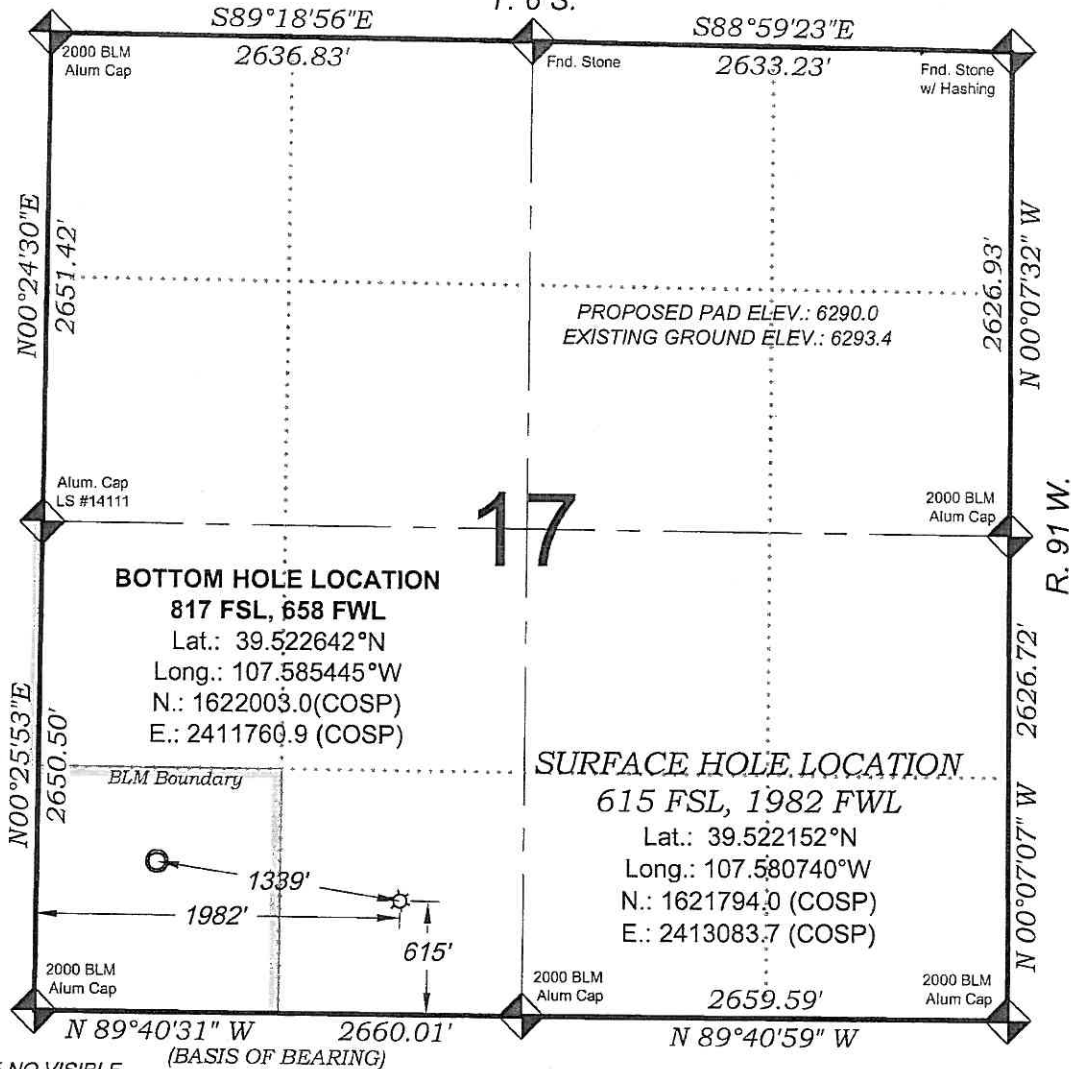 T. 6 S.
S89°18'56"E
S88°59'23"E
2000 BLM
Alum Cap
2636.83'
Fnd. Stone
2633.23'
Fnd. Stone
w/ Hashing
N00°24'30"E
2651.42'
2626.93'
N 00°07'32" W
PROPOSED PAD ELEV.: 6290.0
EXISTING GROUND ELEV.: 6293.4
Alum. Cap
LS #14111
17
2000 BLM
Alum Cap
R. 91 W.
BOTTOM HOLE LOCATION
817 FSL, 658 FWL
Lat.: 39.522642°N
Long.: 107.585445°W
N.: 1622003.0(COSP)
E.: 2411760.9 (COSP)
N00°25'53"E
2650.50'
2626.72'
N 00°07'07" W
BLM Boundary
SURFACE HOLE LOCATION
615 FSL, 1982 FWL
Lat.: 39.522152°N
Long.: 107.580740°W
N.: 1621794.0 (COSP)
E.: 2413083.7 (COSP)
1339'
1982'
615'
2000 BLM
Alum Cap
2000 BLM
Alum Cap
2659.59'
2000 BLM
Alum Cap
N 89°40'31" W
2660.01'
N 89°40'59" W
(BASIS OF BEARING)
NO VISIBLE